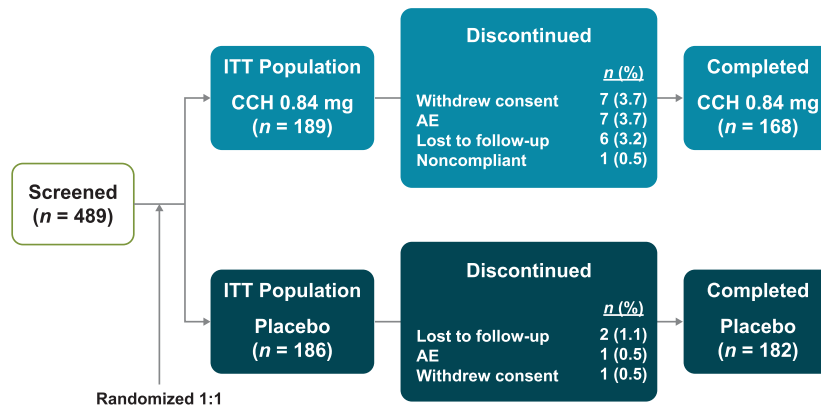 Screened
(n = 489)
Randomized 1:1
ITT Population
CCH 0.84 mg
(n = 189)
Discontinued
n (%)
Withdrew consent 7 (3.7)
AE 7 (3.7)
Lost to follow-up 6 (3.2)
Noncompliant 1 (0.5)
Completed
CCH 0.84 mg
(n = 168)
ITT Population
Placebo
(n = 186)
Discontinued
n (%)
Lost to follow-up 2 (1.1)
AE 1 (0.5)
Withdrew consent 1 (0.5)
Completed
Placebo
(n = 182)